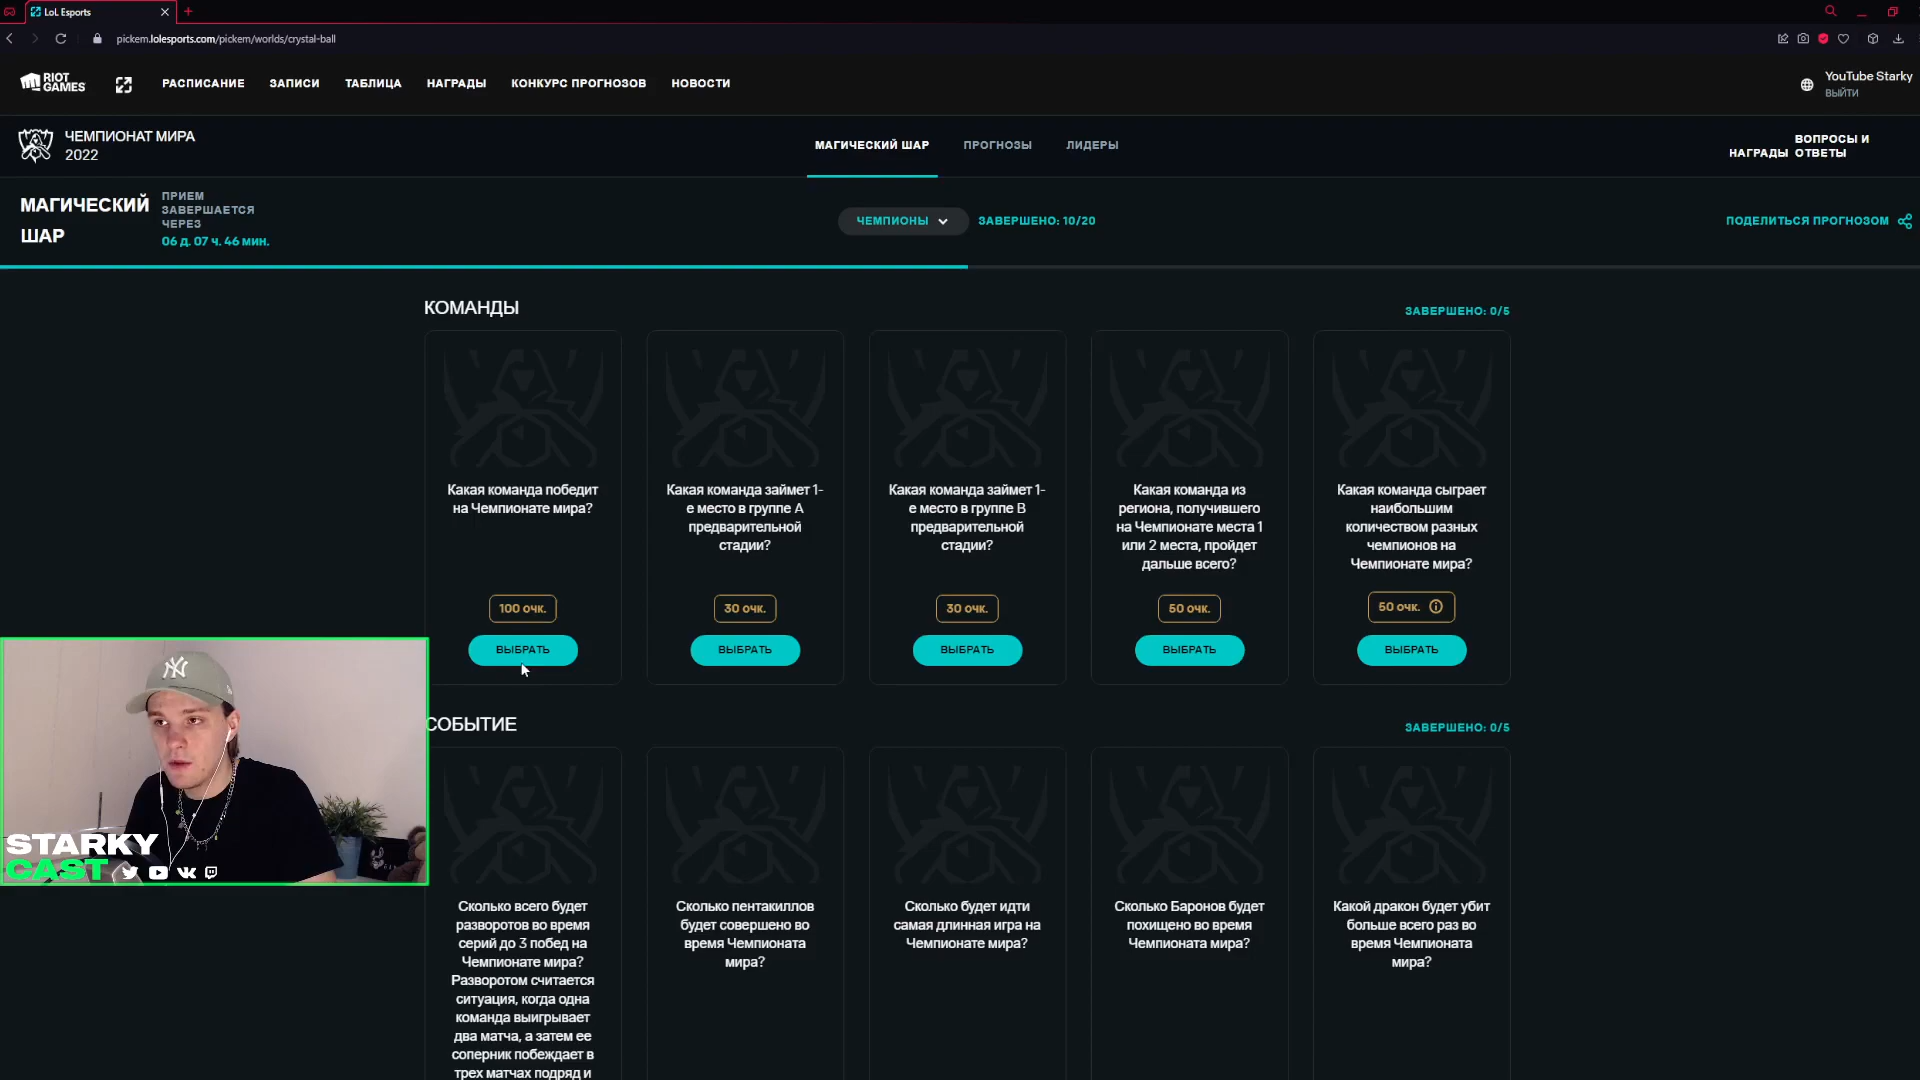 LoL Esports
pickem.lolesports.com/pickem/worlds/crystal-ball
RIOT GAMES
РАСПИСАНИЕ
ЗАПИСИ
ТАБЛИЦА
НАГРАДЫ
КОНКУРС ПРОГНОЗОВ
НОВОСТИ
YouTube Starky
ВЫЙТИ
ЧЕМПИОНАТ МИРА
2022
МАГИЧЕСКИЙ ШАР
ПРОГНОЗЫ
ЛИДЕРЫ
НАГРАДЫ
ВОПРОСЫ И
ОТВЕТЫ
МАГИЧЕСКИЙ
ШАР
ПРИЕМ
ЗАВЕРШАЕТСЯ
ЧЕРЕЗ
06 д. 07 ч. 46 мин.
ЧЕМПИОНЫ
ЗАВЕРШЕНО: 10/20
ПОДЕЛИТЬСЯ ПРОГНОЗОМ
КОМАНДЫ
ЗАВЕРШЕНО: 0/5
Какая команда победит
на Чемпионате мира?
100 очк.
ВЫБРАТЬ
Какая команда займет 1-
е место в группе A
предварительной
стадии?
30 очк.
ВЫБРАТЬ
Какая команда займет 1-
е место в группе B
предварительной
стадии?
30 очк.
ВЫБРАТЬ
Какая команда из
региона, получившего
на Чемпионате места 1
или 2 места, пройдет
дальше всего?
50 очк.
ВЫБРАТЬ
Какая команда сыграет
наибольшим
количеством разных
чемпионов на
Чемпионате мира?
50 очк.
ВЫБРАТЬ
СОБЫТИЕ
ЗАВЕРШЕНО: 0/5
Сколько всего будет
разворотов во время
серий до 3 побед на
Чемпионате мира?
Разворотом считается
ситуация, когда одна
команда выигрывает
два матча, а затем ее
соперник побеждает в
трех матчах подряд и
Сколько пентакиллов
будет совершено во
время Чемпионата
мира?
Сколько будет идти
самая длинная игра на
Чемпионате мира?
Сколько Баронов будет
похищено во время
Чемпионата мира?
Какой дракон будет убит
больше всего раз во
время Чемпионата
мира?
NY
STARKY
CAST